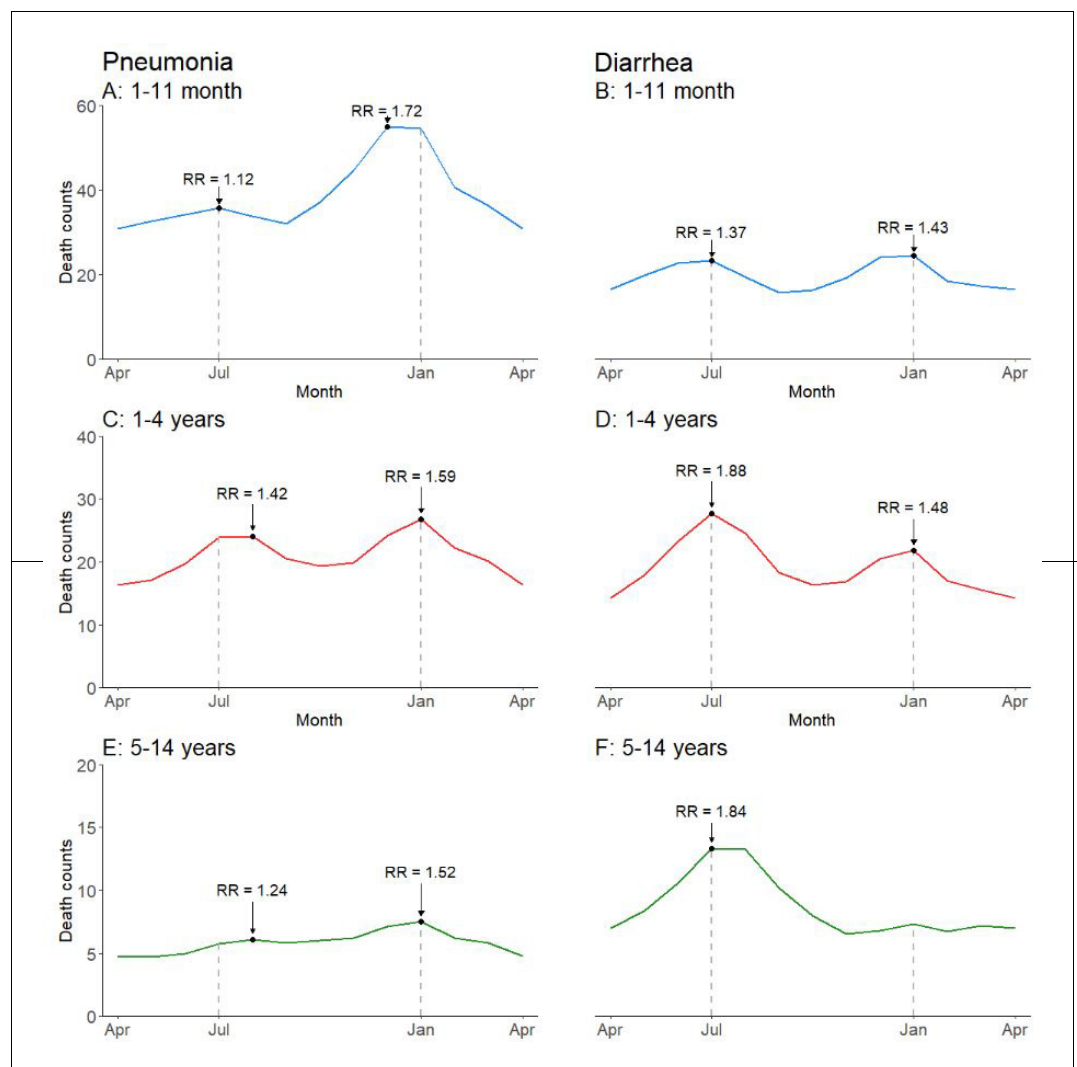 Pneumonia
Diarrhea
A: 1-11 month
B: 1-11 month
60
40
20
0
Death counts
RR = 1.12
RR = 1.72
RR = 1.37
RR = 1.43
Apr Jul Jan Apr
Apr Jul Jan Apr
Month
Month
C: 1-4 years
D: 1-4 years
40
30
20
10
0
Death counts
RR = 1.42
RR = 1.59
RR = 1.88
RR = 1.48
Apr Jul Jan Apr
Apr Jul Jan Apr
Month
Month
E: 5-14 years
F: 5-14 years
20
15
10
5
0
Death counts
RR = 1.24
RR = 1.52
RR = 1.84
Apr Jul Jan Apr
Apr Jul Jan Apr